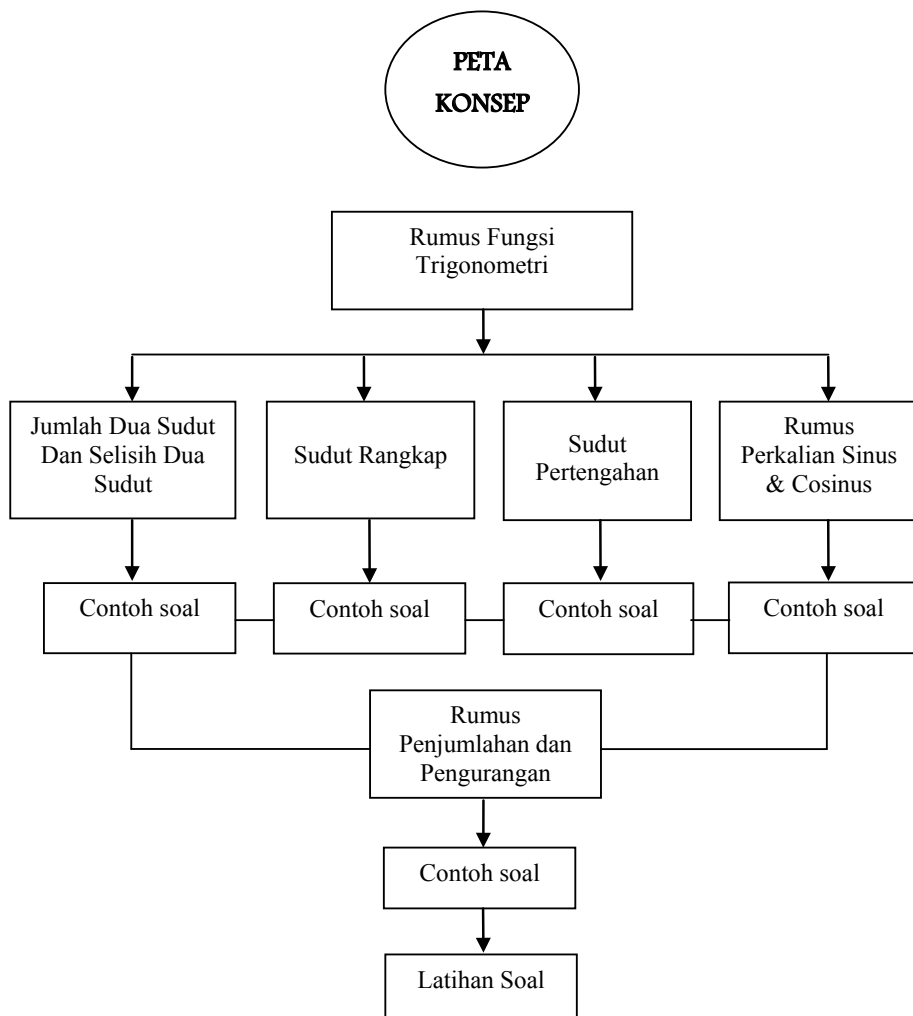 PETA
KONSEP
Rumus Fungsi
Trigonometri
Jumlah Dua Sudut
Dan Selisih Dua
Sudut
Sudut Rangkap
Sudut
Pertengahan
Rumus
Perkalian Sinus
& Cosinus
Contoh soal
Contoh soal
Contoh soal
Contoh soal
Rumus
Penjumlahan dan
Pengurangan
Contoh soal
Latihan Soal